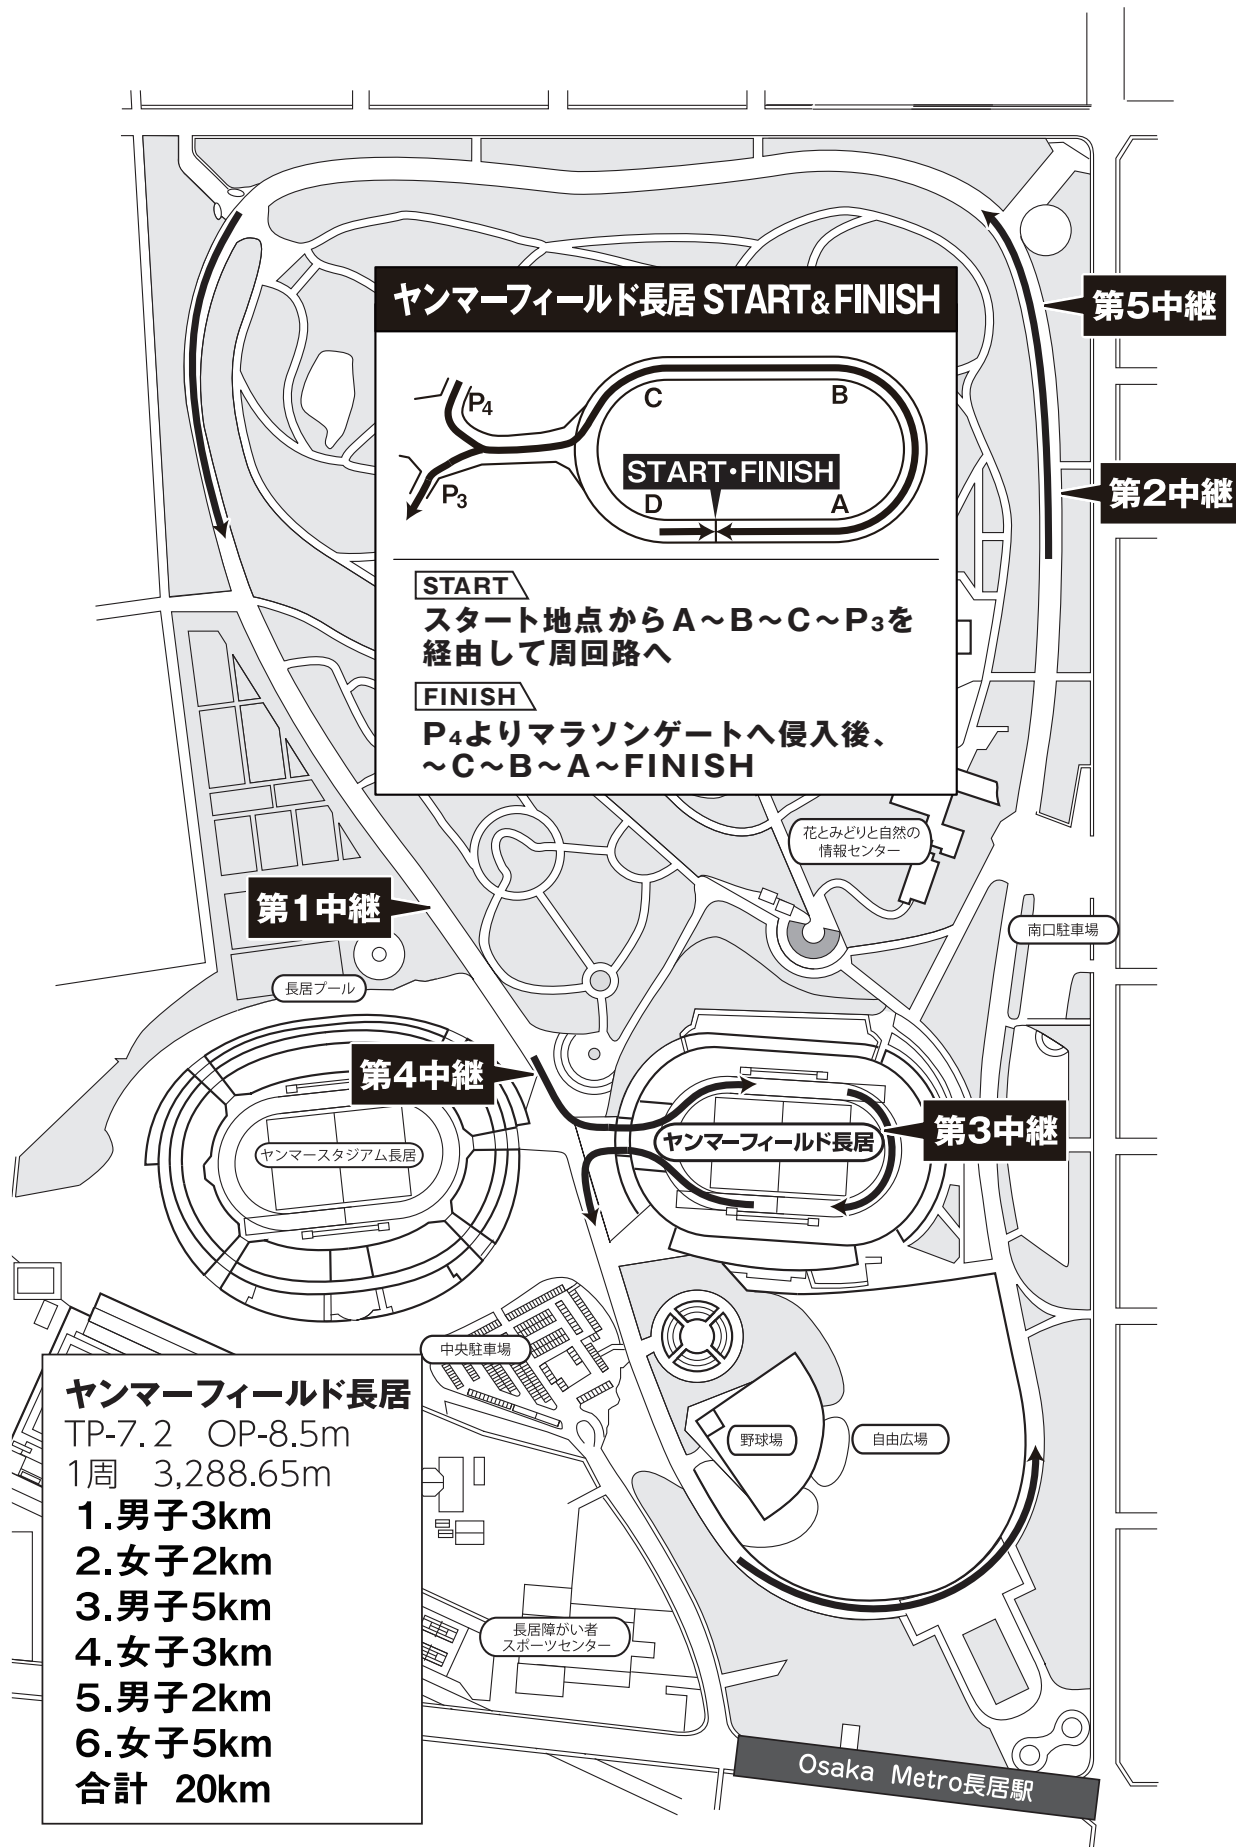 ヤンマーフィールド長居 START&FINISH
第5中継
P4
C
B
START・FINISH
D
A
P3
第2中継
START
スタート地点からA〜B〜C〜P3を
経由して周回路へ
FINISH
P4よりマラソンゲートへ侵入後、
〜C〜B〜A〜FINISH
花とみどりと自然の
情報センター
第1中継
南口駐車場
長居プール
第4中継
ヤンマーフィールド長居
第3中継
ヤンマースタジアム長居
中央駐車場
野球場
自由広場
ヤンマーフィールド長居
TP-7.2 OP-8.5m
1周 3,288.65m
1.男子3km
2.女子2km
3.男子5km
4.女子3km
5.男子2km
6.女子5km
合計 20km
長居障がい者
スポーツセンター
Osaka Metro長居駅